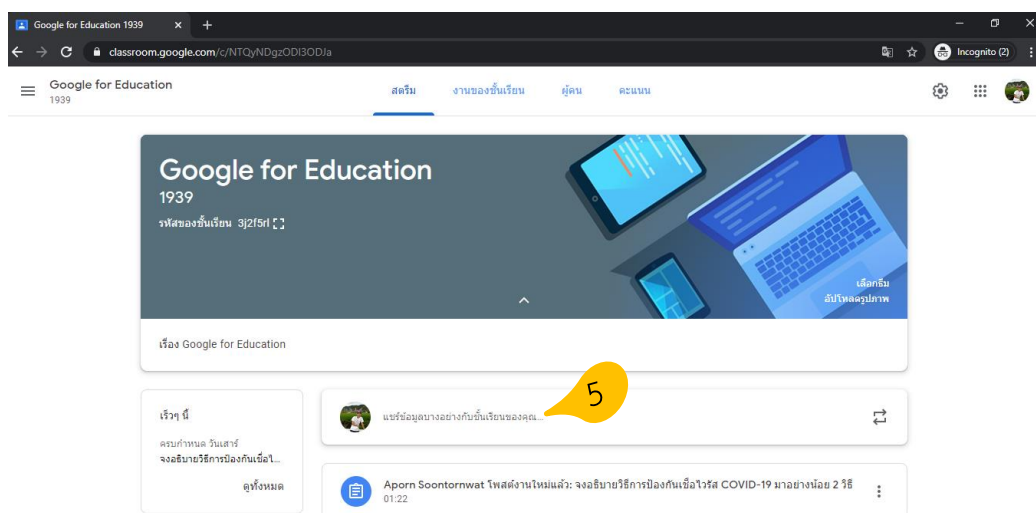 Google for Education 1939
classroom.google.com/c/NTQyNDgzODI3ODJa
Incognito (2)
Google for Education
1939
สตรีม งานของชั้นเรียน ผู้คน คะแนน
Google for Education
1939
รหัสของชั้นเรียน 3j2f5rl
เลือกธีม
อัปโหลดรูปภาพ
เรื่อง Google for Education
5
เร็วๆ นี้
แชร์ข้อมูลบางอย่างกับชั้นเรียนของคุณ...
ครบกำหนด วันเสาร์
จงอธิบายวิธีการป้องกันเชื้อไ...
ดูทั้งหมด
Aporn Soontornwat โพสต์งานใหม่แล้ว: จงอธิบายวิธีการป้องกันเชื้อไวรัส COVID-19 มาอย่างน้อย 2 วิธี
01:22